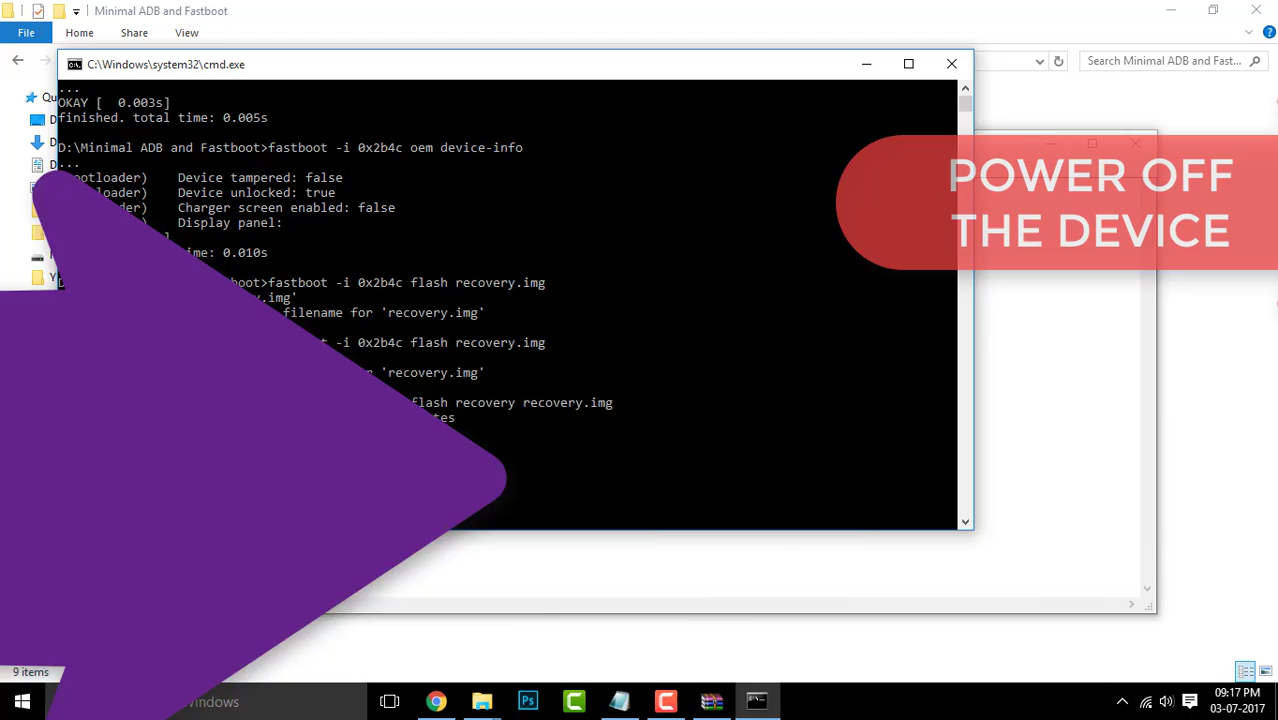 Minimal ADB and Fastboot
File Home Share View
Search Minimal ADB and Fast...
C:\Windows\system32\cmd.exe
...
OKAY [  0.003s]
finished. total time: 0.005s
D:\Minimal ADB and Fastboot>fastboot -i 0x2b4c oem device-info
...
Device tampered: false
Device unlocked: true
Charger screen enabled: false
Display panel:
time: 0.010s
fastboot -i 0x2b4c flash recovery.img
filename for 'recovery.img'
-i 0x2b4c flash recovery.img
'recovery.img'
flash recovery recovery.img
POWER OFF
THE DEVICE
9 items
09:17 PM
03-07-2017